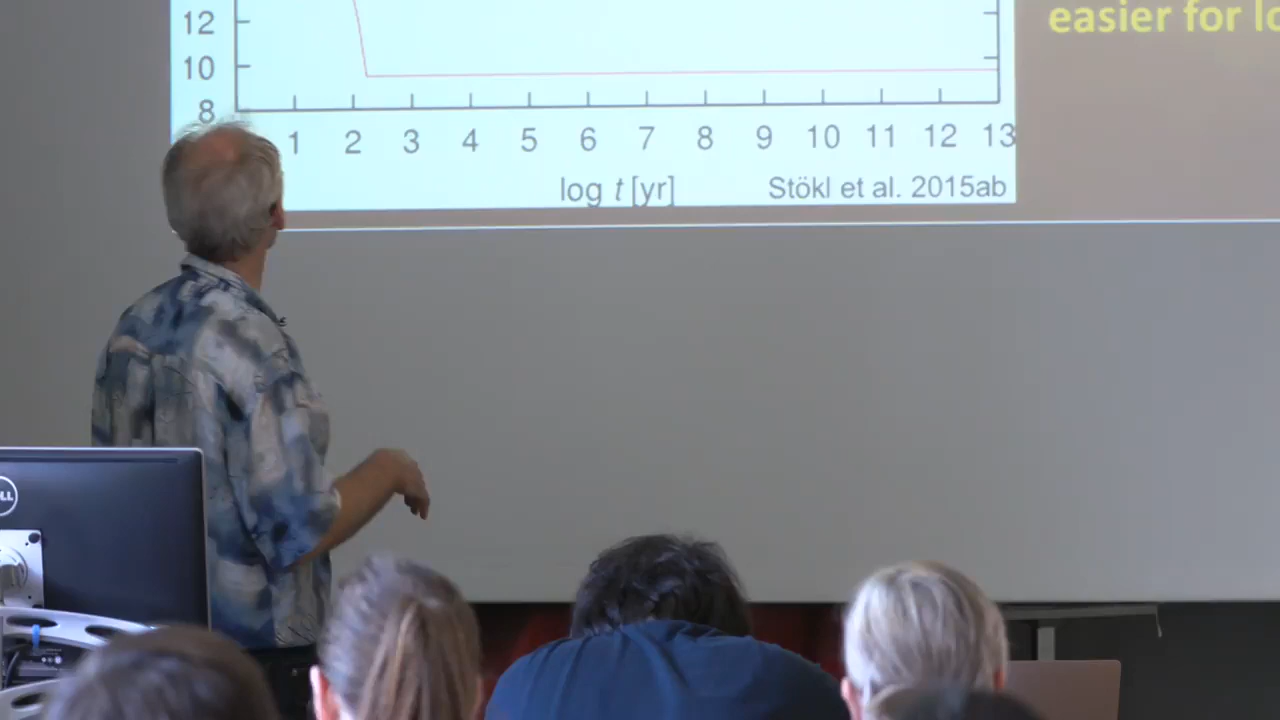 easier for
12
10
8
1 2 3 4 5 6 7 8 9 10 11 12 13
log t [yr]
Stökl et al. 2015ab